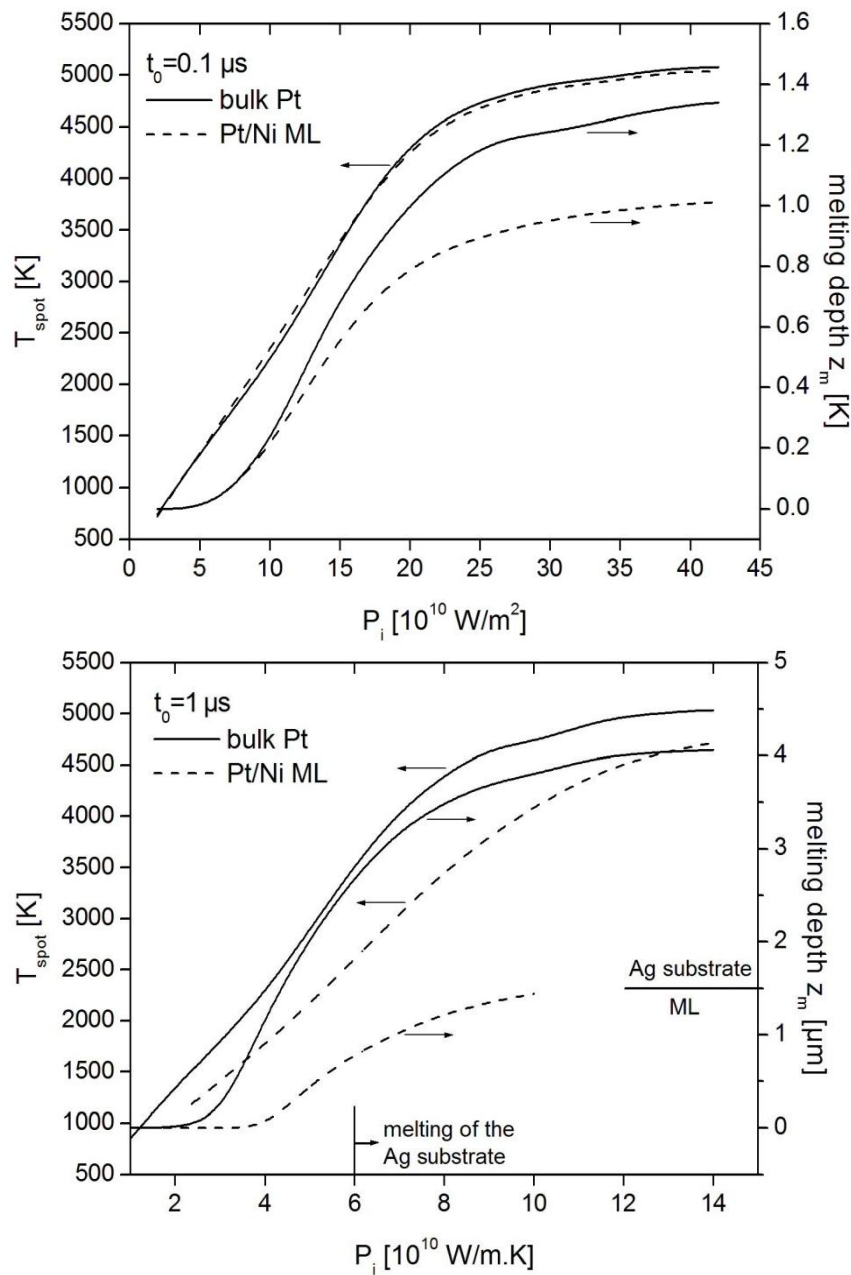 t₀=0.1 µs
bulk Pt
Pt/Ni ML
5500
5000
4500
4000
3500
3000
2500
2000
1500
1000
500
T_spot [K]
1.6
1.4
1.2
1.0
0.8
0.6
0.4
0.2
0.0
melting depth z_m [K]
0 5 10 15 20 25 30 35 40 45
P_i [10¹⁰ W/m²]
t₀=1 µs
bulk Pt
Pt/Ni ML
5500
5000
4500
4000
3500
3000
2500
2000
1500
1000
500
T_spot [K]
5
4
3
2
1
0
melting depth z_m [µm]
Ag substrate
ML
melting of the
Ag substrate
2 4 6 8 10 12 14
P_i [10¹⁰ W/m.K]